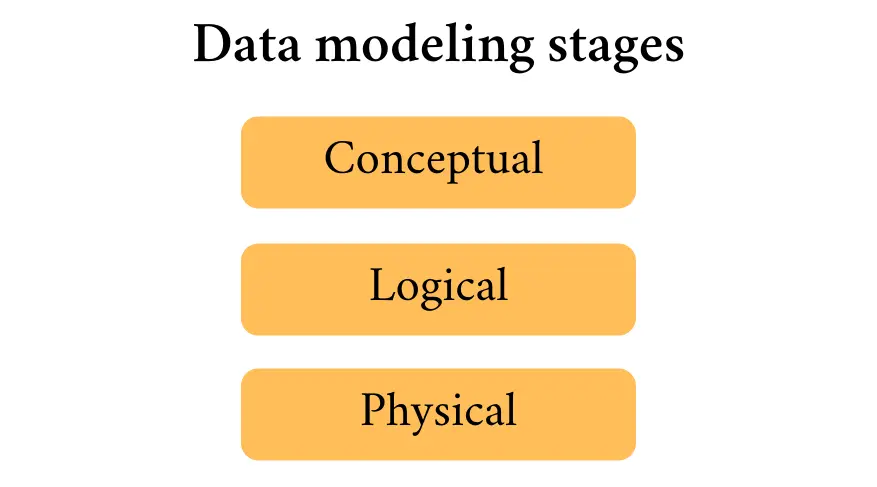 Data modeling stages
Conceptual
Logical
Physical